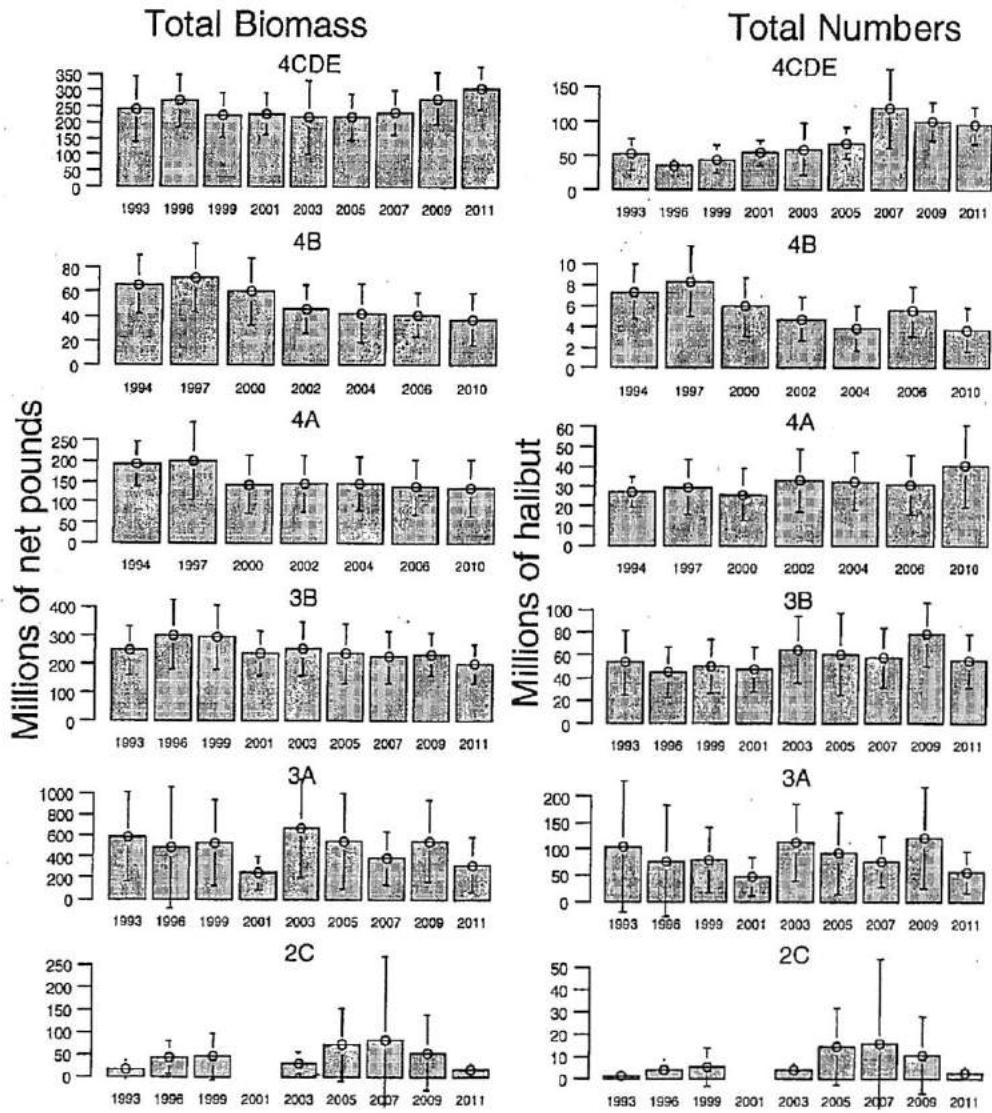 Total Biomass
Total Numbers
4CDE
350
300
250
200
150
100
50
0
1993 1996 1999 2001 2003 2005 2007 2009 2011
4CDE
150
100
50
0
1993 1996 1999 2001 2003 2005 2007 2009 2011
4B
80
60
40
20
0
1994 1997 2000 2002 2004 2006 2010
4B
10
8
6
4
2
0
1994 1997 2000 2002 2004 2006 2010
Millions of net pounds
Millions of halibut
4A
250
200
150
100
50
0
1994 1997 2000 2002 2004 2006 2010
4A
60
50
40
30
20
10
0
1994 1997 2000 2002 2004 2006 2010
3B
400
300
200
100
0
1993 1996 1999 2001 2003 2005 2007 2009 2011
3B
100
80
60
40
20
0
1993 1996 1999 2001 2003 2005 2007 2009 2011
3A
1000
800
600
400
200
0
1993 1996 1999 2001 2003 2005 2007 2009 2011
3A
200
150
100
50
0
1993 1996 1999 2001 2003 2005 2007 2009 2011
2C
250
200
150
100
50
0
1993 1996 1999 2001 2003 2005 2007 2009 2011
2C
50
40
30
20
10
0
1993 1996 1999 2001 2003 2005 2007 2009 2011